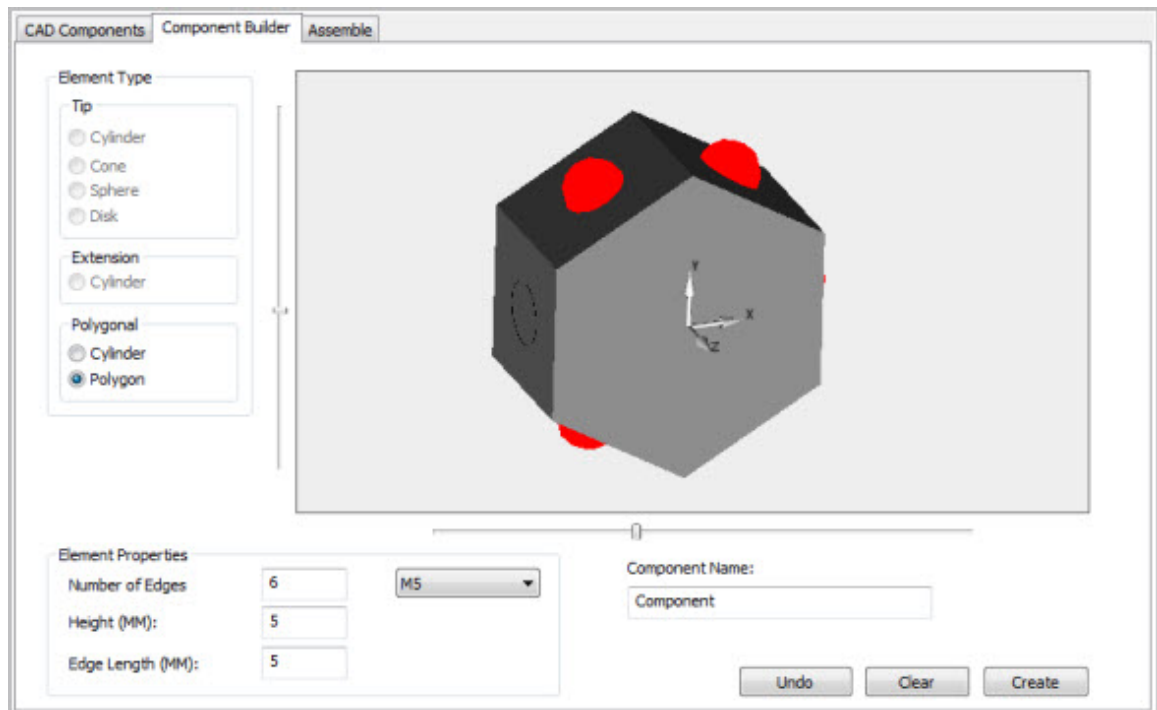 CAD Components Component Builder Assemble
Element Type
Tip
Cylinder
Cone
Sphere
Disk
Extension
Cylinder
Polygonal
Cylinder
Polygon
Y
X
Z
Element Properties
Number of Edges 6 M5
Height (MM): 5
Edge Length (MM): 5
Component Name:
Component
Undo Clear Create